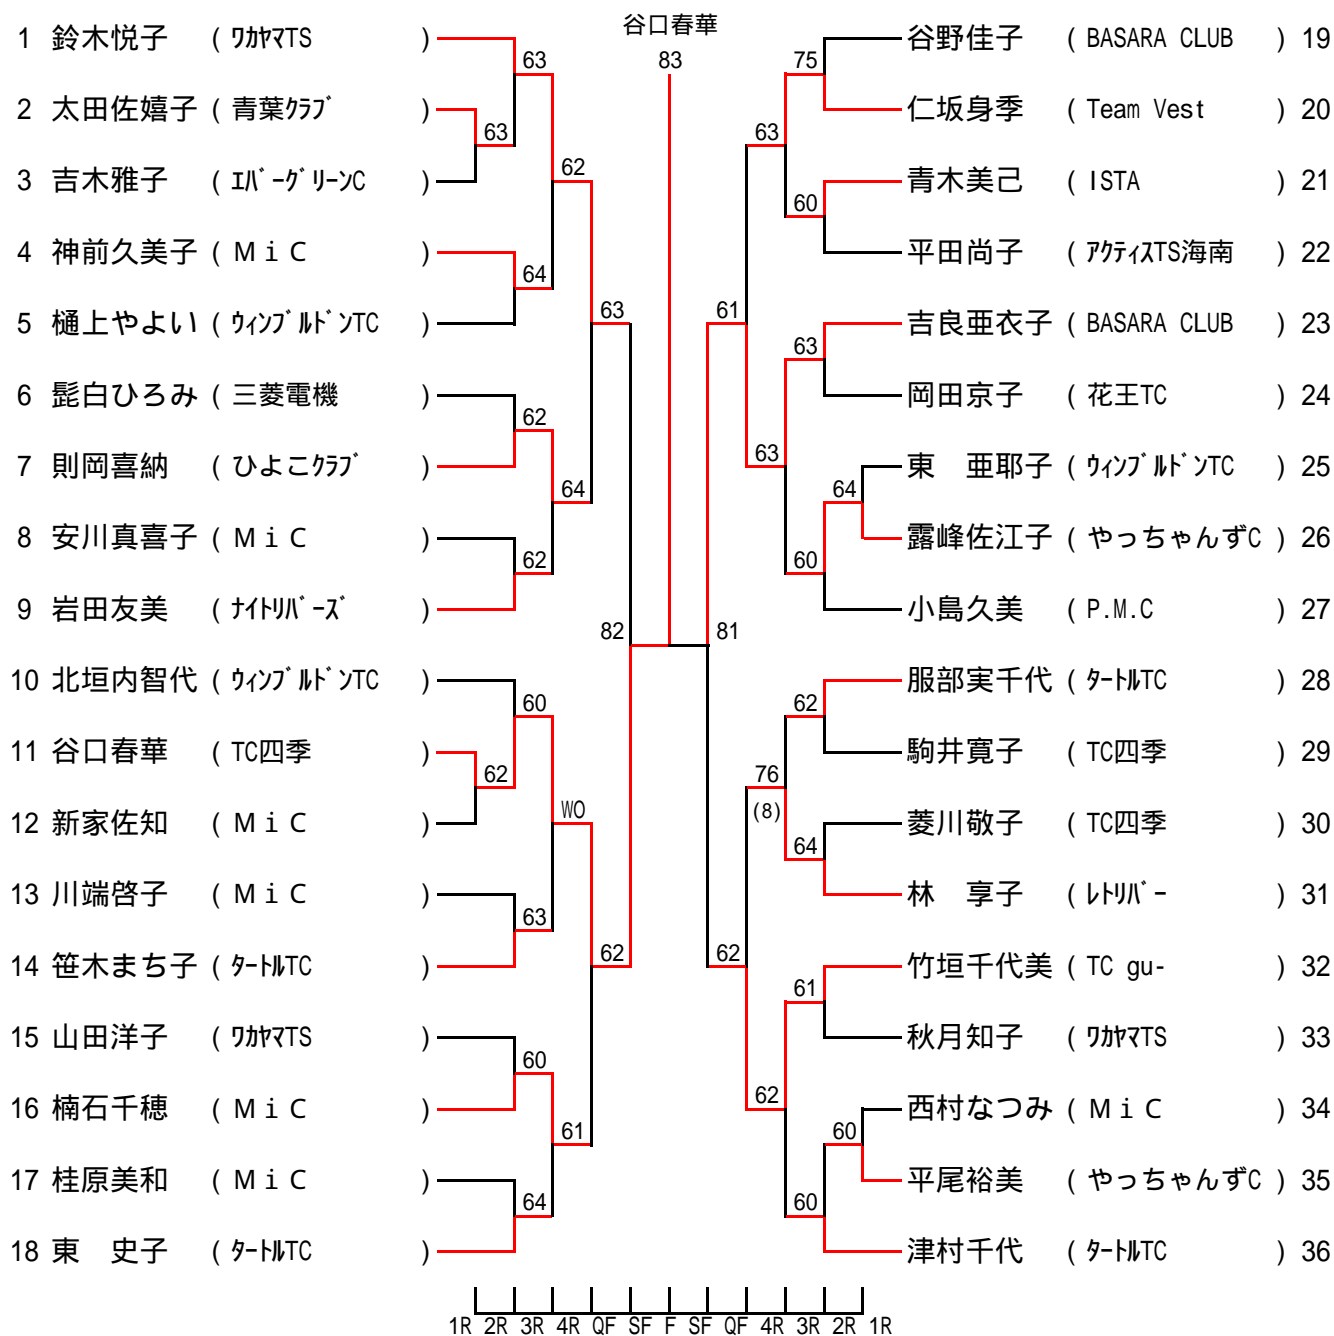 谷口春華
83
1 鈴木悦子 ( ﾜｶﾔﾏTS )
2 太田佐嬉子 ( 青葉ｸﾗﾌﾞ )
3 吉木雅子 ( ｴﾊﾞｰｸﾞﾘｰﾝC )
4 神前久美子 ( ＭｉＣ )
5 樋上やよい ( ｳｨﾝﾌﾞﾙﾄﾞﾝTC )
6 髭白ひろみ ( 三菱電機 )
7 則岡喜納 ( ひよこｸﾗﾌﾞ )
8 安川真喜子 ( ＭｉＣ )
9 岩田友美 ( ﾅｲﾄﾘﾊﾞｰｽﾞ )
10 北垣内智代 ( ｳｨﾝﾌﾞﾙﾄﾞﾝTC )
11 谷口春華 ( TC四季 )
12 新家佐知 ( ＭｉＣ )
13 川端啓子 ( ＭｉＣ )
14 笹木まち子 ( ﾀｰﾄﾙTC )
15 山田洋子 ( ﾜｶﾔﾏTS )
16 楠石千穂 ( ＭｉＣ )
17 桂原美和 ( ＭｉＣ )
18 東　史子 ( ﾀｰﾄﾙTC )
63
63
62
64
63
62
64
62
82
60
62
WO
63
62
60
61
64
75
63
60
61
63
63
64
60
81
62
76
(8)
64
62
61
62
60
60
谷野佳子 ( BASARA CLUB ) 19
仁坂身季 ( Team Vest ) 20
青木美己 ( ISTA ) 21
平田尚子 ( ｱｸﾃｨｽTS海南 ) 22
吉良亜衣子 ( BASARA CLUB ) 23
岡田京子 ( 花王TC ) 24
東　亜耶子 ( ｳｨﾝﾌﾞﾙﾄﾞﾝTC ) 25
露峰佐江子 ( やっちゃんずC ) 26
小島久美 ( P.M.C ) 27
服部実千代 ( ﾀｰﾄﾙTC ) 28
駒井寛子 ( TC四季 ) 29
菱川敬子 ( TC四季 ) 30
林　享子 ( ﾚﾄﾘﾊﾞｰ ) 31
竹垣千代美 ( TC gu- ) 32
秋月知子 ( ﾜｶﾔﾏTS ) 33
西村なつみ ( ＭｉＣ ) 34
平尾裕美 ( やっちゃんずC ) 35
津村千代 ( ﾀｰﾄﾙTC ) 36
1R 2R 3R 4R QF SF F SF QF 4R 3R 2R 1R